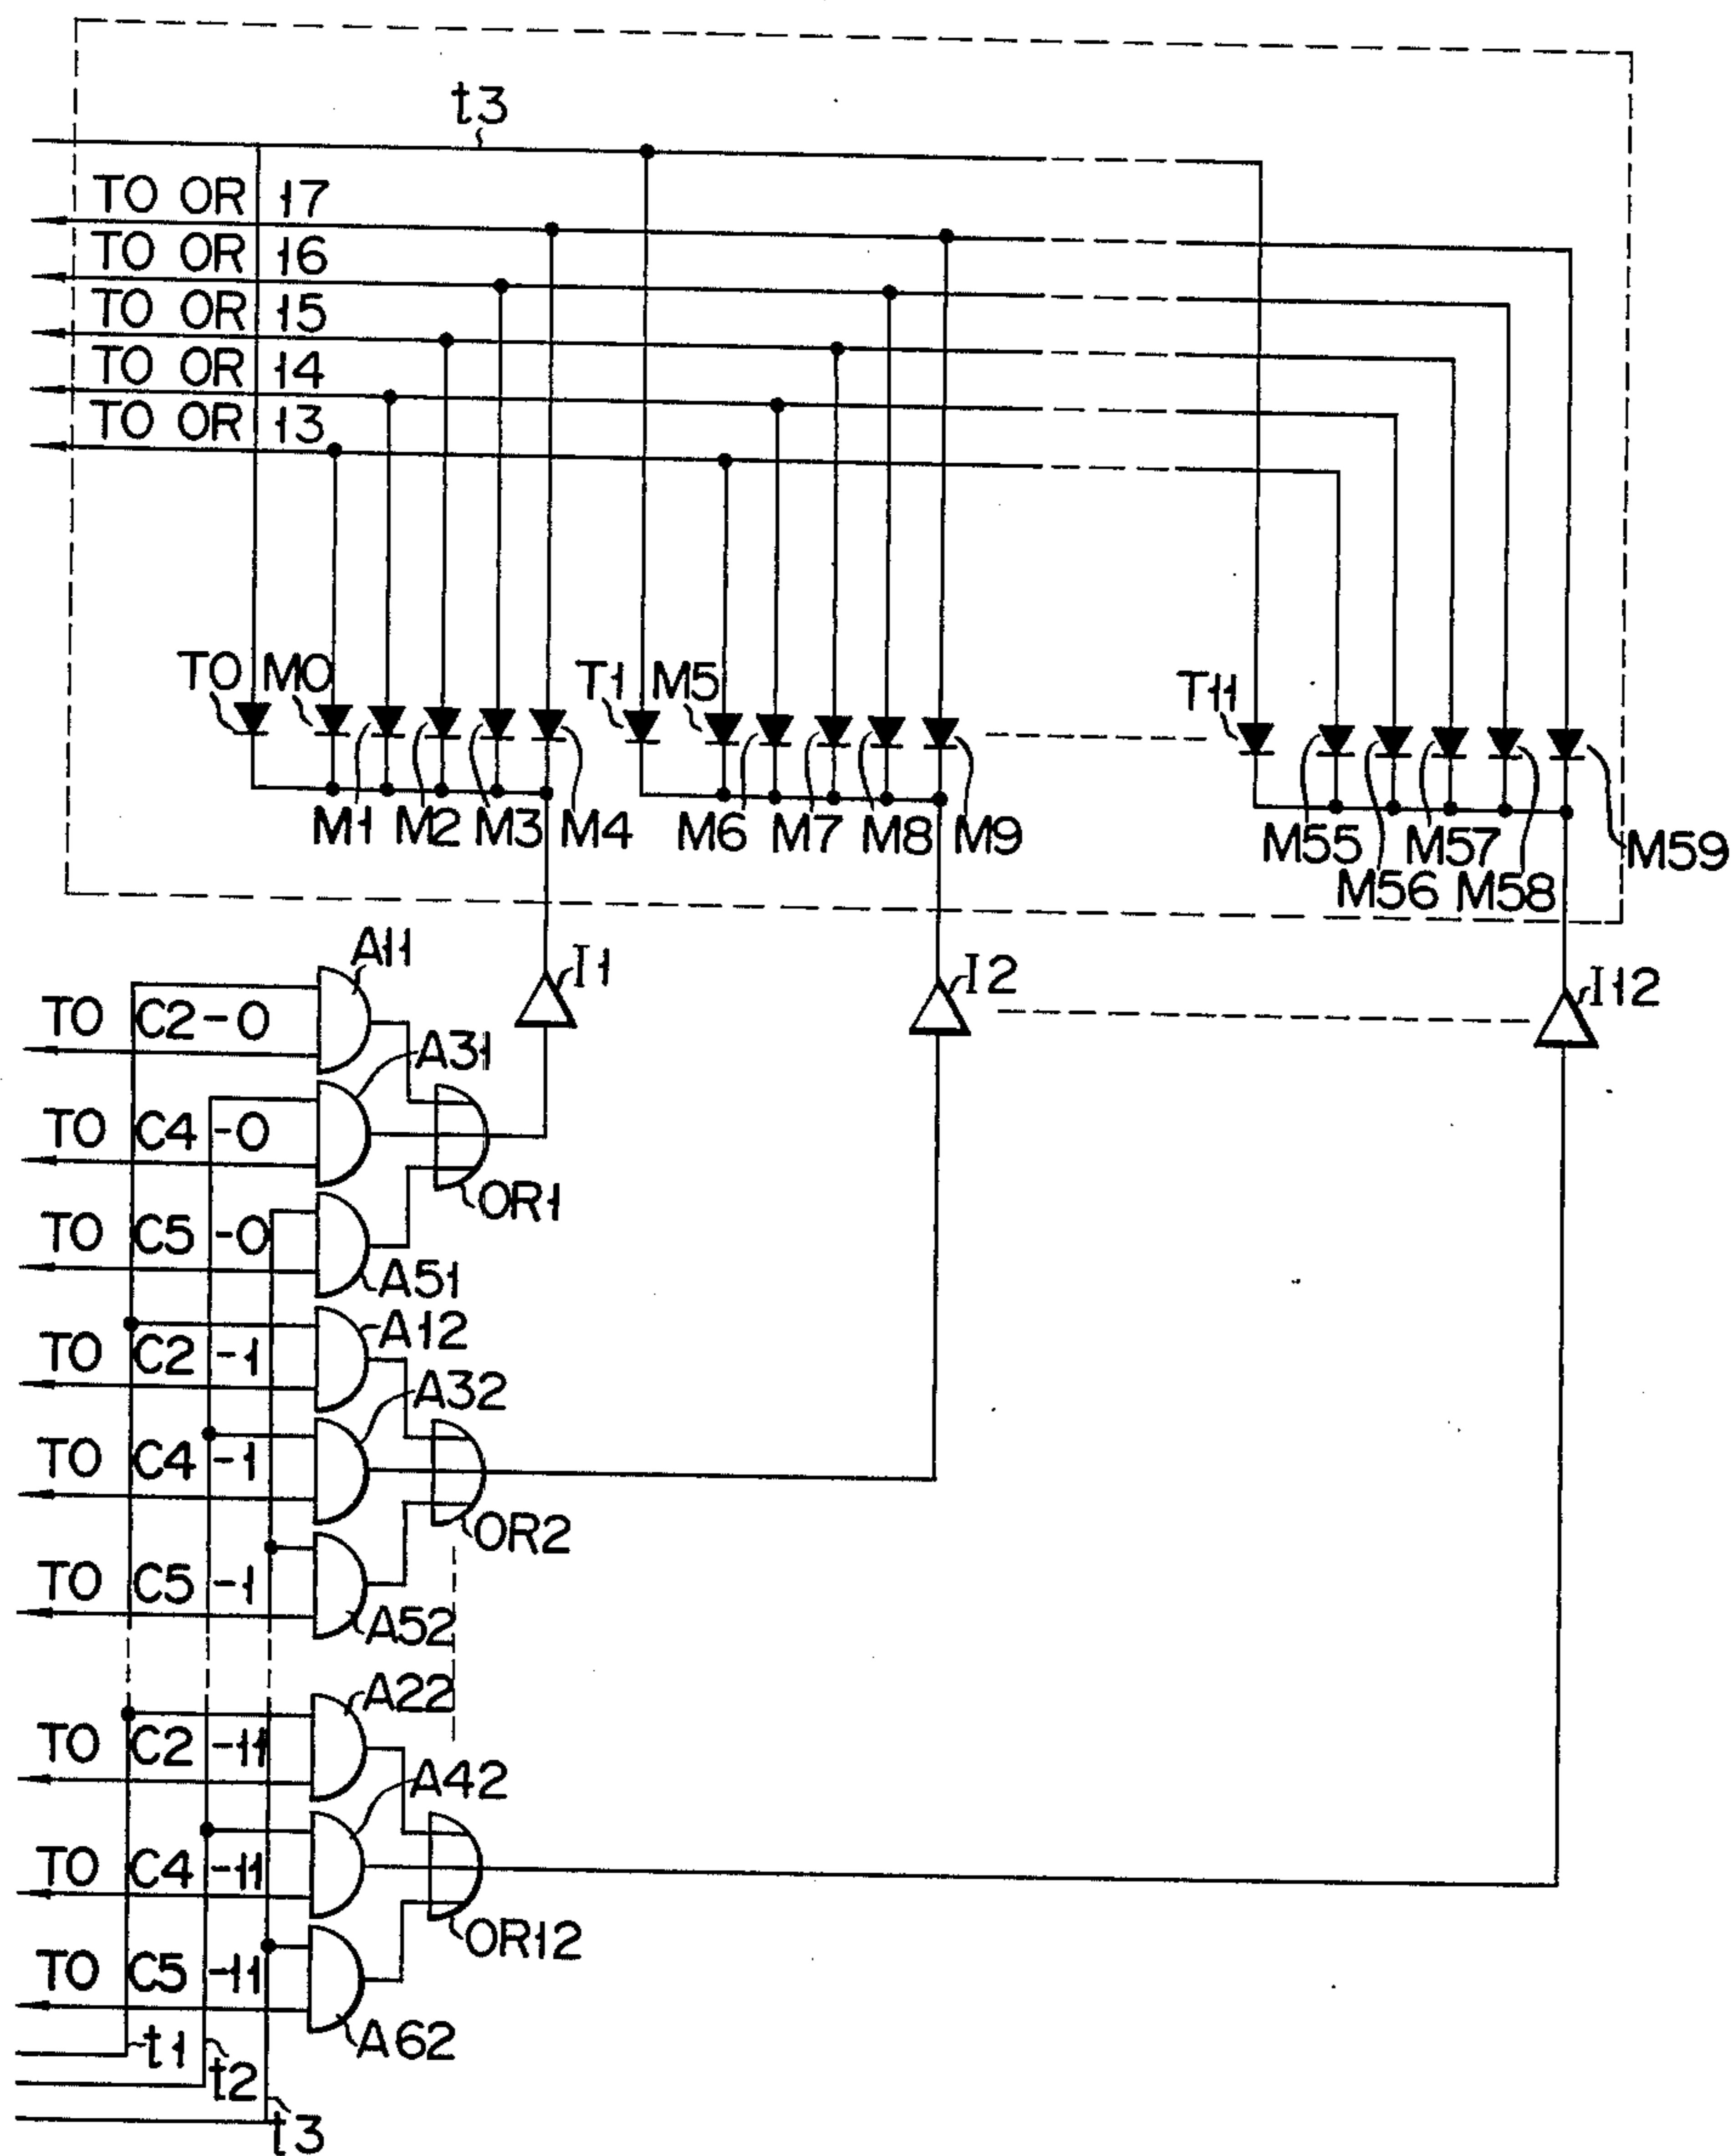 t3
TO OR 17
TO OR 16
TO OR 15
TO OR 14
TO OR 13
T0 M0 T1 M5 T11
M1 M2 M3 M4 M6 M7 M8 M9 M55 M57 M59
M56 M58
A11 I1 I2 I12
TO C2-0
A31
TO C4-0
OR1
TO C5-0
A51
A12
TO C2-1
A32
TO C4-1
OR2
TO C5-1
A52
A22
TO C2-11
A42
TO C4-11
OR12
TO C5-11
A62
t1
t2
t3